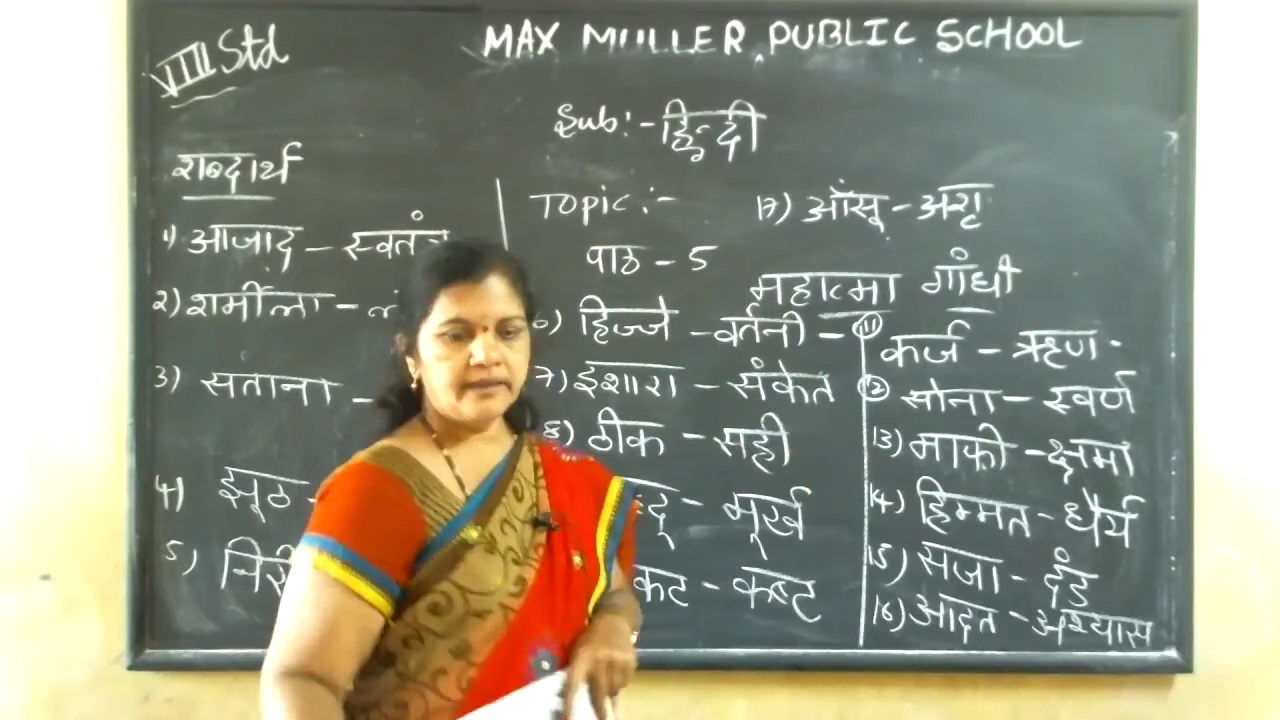 VIII Std
MAX MULLER PUBLIC SCHOOL
Sub:- हिन्दी
शब्दार्थ
1) आजाद - स्वतंत्र
2) शर्मीला -
3) सताना -
4) झूठ -
5)
Topic :-
पाठ - 5
महात्मा गांधी
) हिज्जे - वर्तनी -
7) इशारा - संकेत
8) ठीक - सही
- मूर्ख
- कष्ट
11 कर्ज - ऋण
12 सोना - स्वर्ण
13) माफी - क्षमा
14) हिम्मत - धैर्य
15) सजा - दंड
16) आदत - अभ्यास
17) आँसू - अश्रु